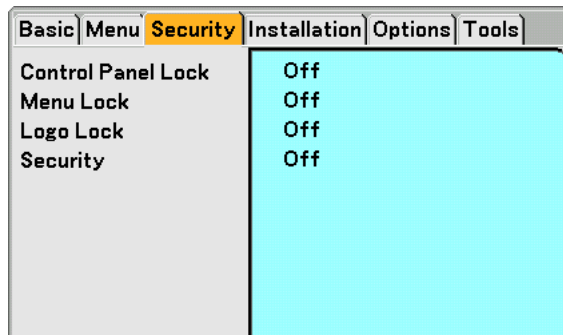 Basic Menu Security Installation Options Tools
Control Panel Lock Off
Menu Lock Off
Logo Lock Off
Security Off